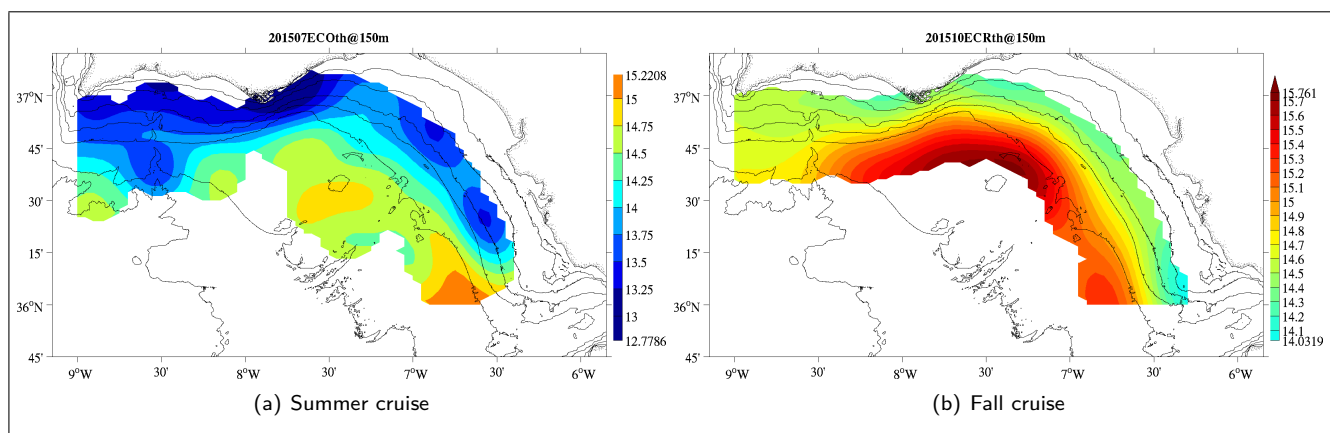 201507ECOth@150m
37°N
45'
30'
15'
36°N
45'
9°W
30'
8°W
30'
7°W
30'
6°W
15.2208
15
14.75
14.5
14.25
14
13.75
13.5
13.25
13
12.7786
(a) Summer cruise
201510ECRth@150m
37°N
45'
30'
15'
36°N
45'
9°W
30'
8°W
30'
7°W
30'
6°W
15.761
15.7
15.6
15.5
15.4
15.3
15.2
15.1
15
14.9
14.8
14.7
14.6
14.5
14.4
14.3
14.2
14.1
14.0319
(b) Fall cruise